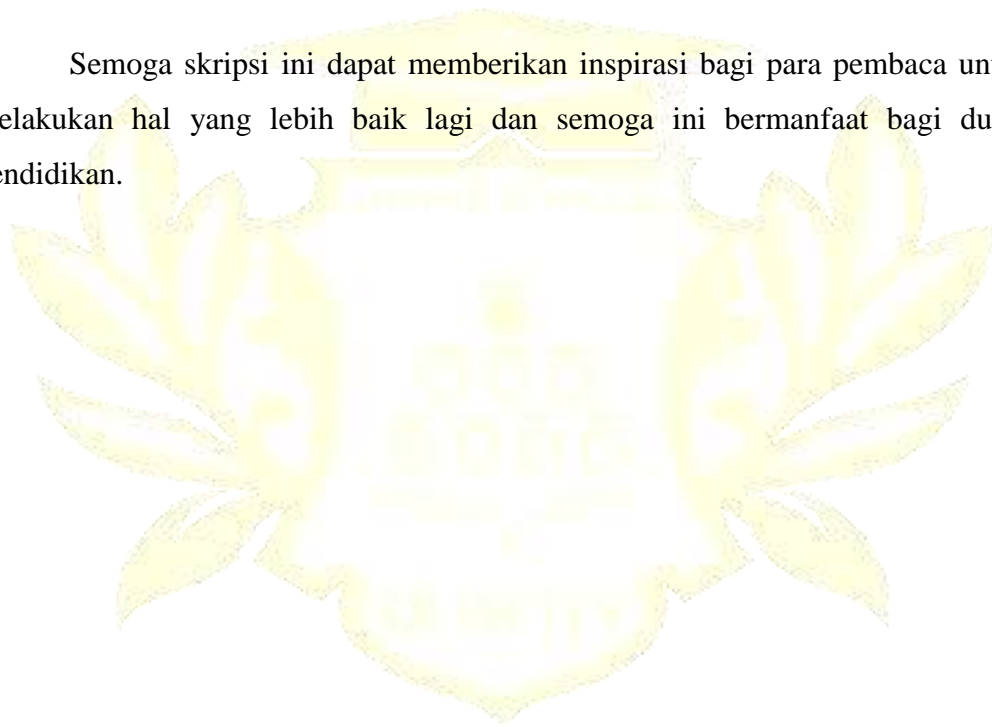 Semoga skripsi ini dapat memberikan inspirasi bagi para pembaca un
elakukan hal yang lebih baik lagi dan semoga ini bermanfaat bagi du
endidikan.